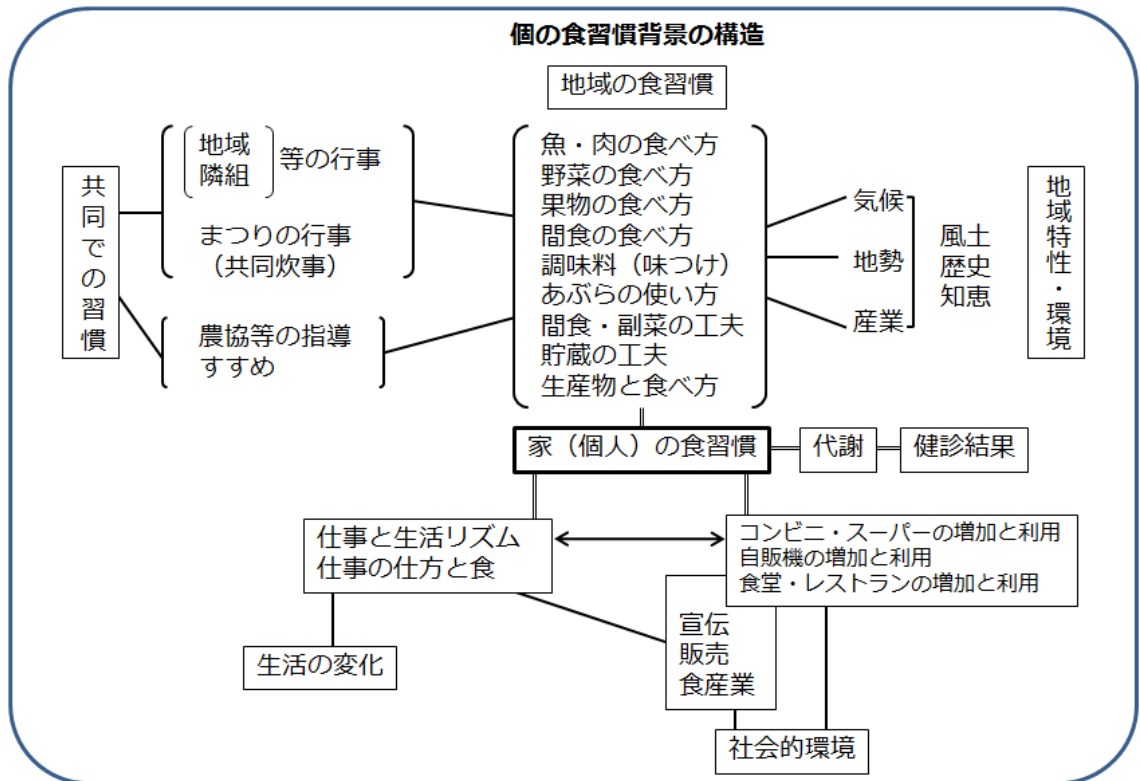 個の食習慣背景の構造
地域の食習慣
共同での習慣
地域
隣組
等の行事
まつりの行事
（共同炊事）
農協等の指導
すすめ
魚・肉の食べ方
野菜の食べ方
果物の食べ方
間食の食べ方
調味料（味つけ）
あぶらの使い方
間食・副菜の工夫
貯蔵の工夫
生産物と食べ方
気候
地勢
産業
風土
歴史
知恵
地域特性・環境
家（個人）の食習慣
代謝
健診結果
仕事と生活リズム
仕事の仕方と食
コンビニ・スーパーの増加と利用
自販機の増加と利用
食堂・レストランの増加と利用
宣伝
販売
食産業
生活の変化
社会的環境